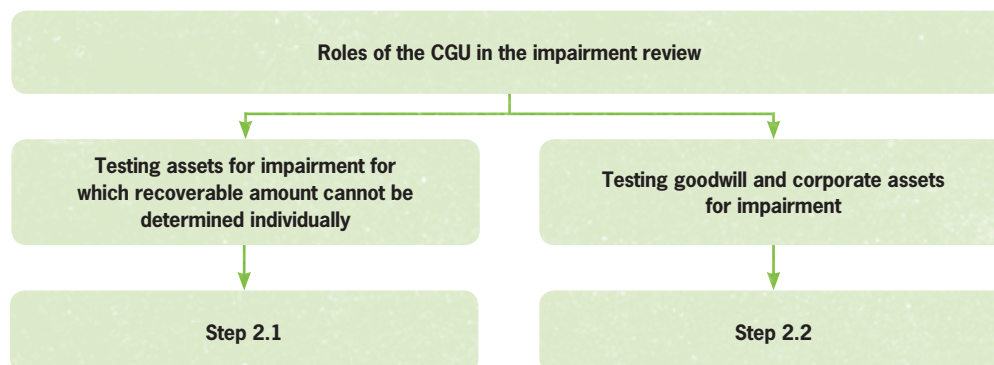 Roles of the CGU in the impairment review
Testing assets for impairment for
which recoverable amount cannot be
determined individually
Testing goodwill and corporate assets
for impairment
Step 2.1
Step 2.2